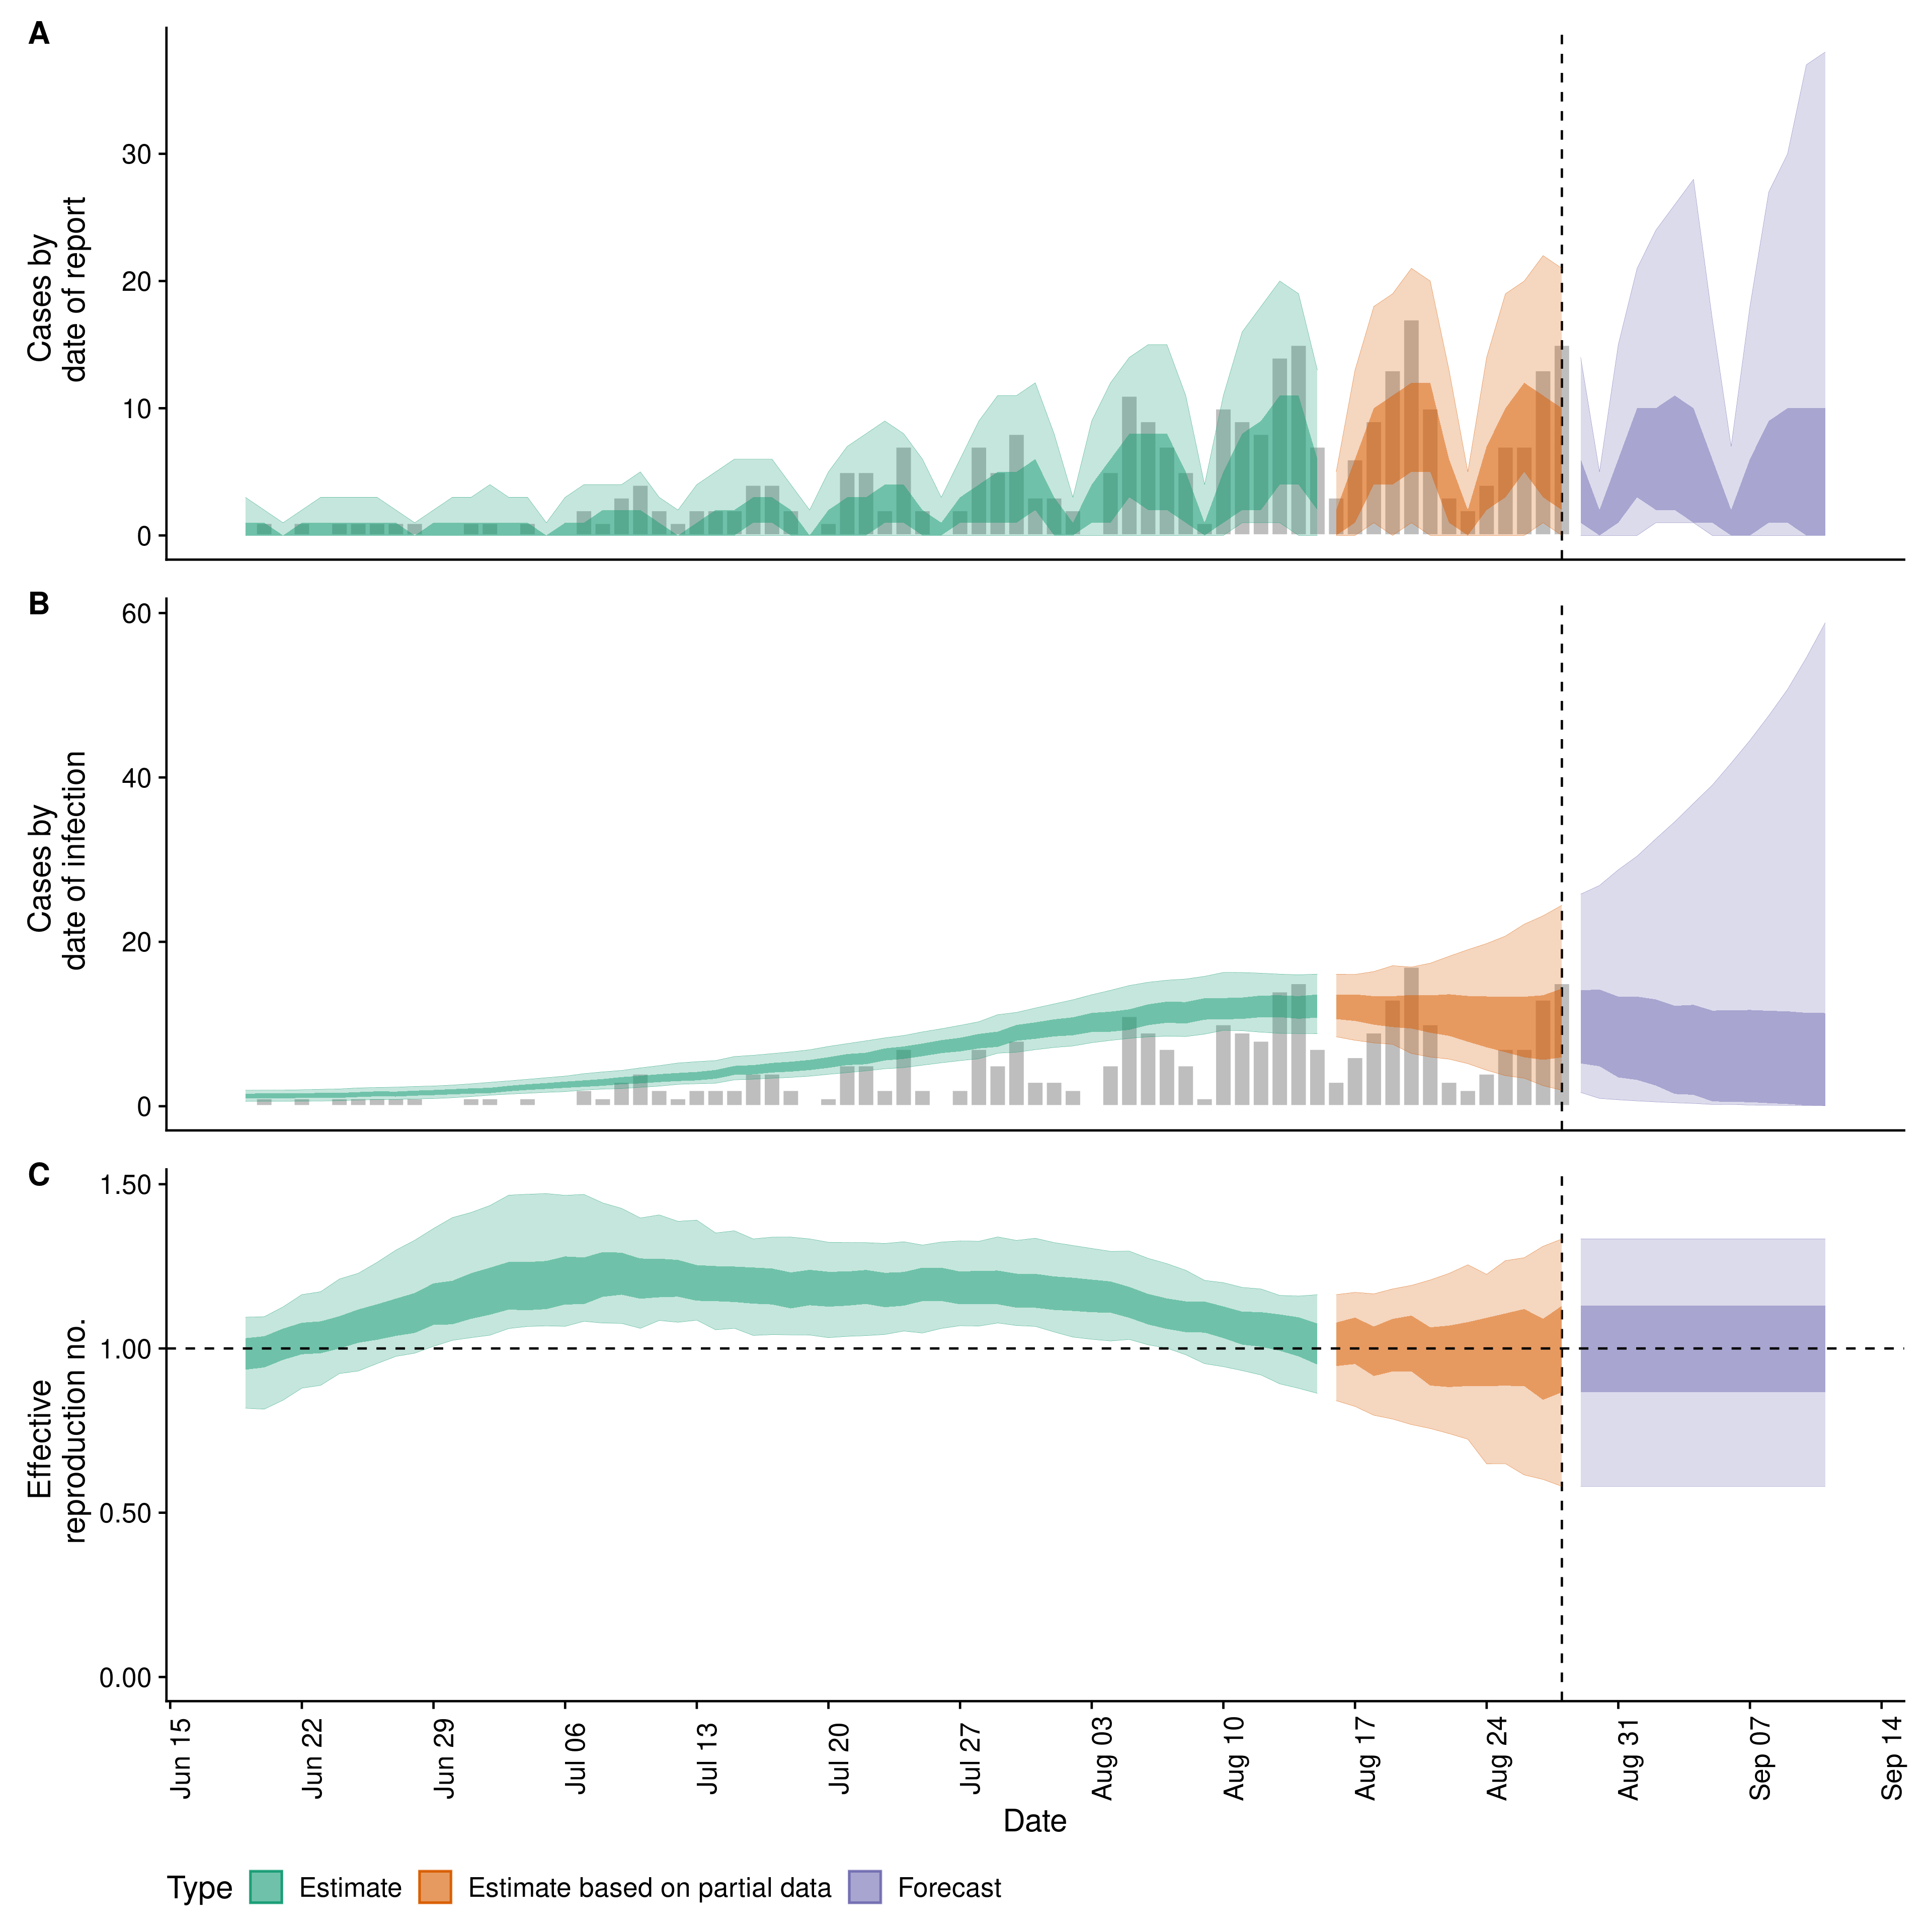 A
Cases by
date of report
30
20
10
0
B
Cases by
date of infection
60
40
20
0
C
Effective
reproduction no.
1.50
1.00
0.50
0.00
Jun 15
Jun 22
Jun 29
Jul 06
Jul 13
Jul 20
Jul 27
Aug 03
Aug 10
Aug 17
Aug 24
Aug 31
Sep 07
Sep 14
Date
Type Estimate Estimate based on partial data Forecast